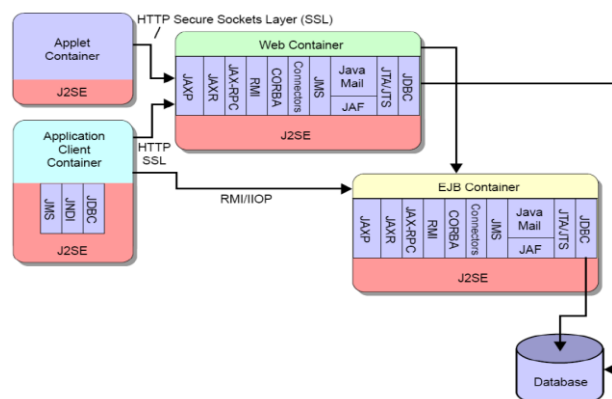 HTTP Secure Sockets Layer (SSL)
Applet
Container
J2SE
Web Container
JAXP
JAXR
JAX-RPC
RMI
CORBA
Connectors
JMS
Java
Mail
JAF
JTA/JTS
JDBC
J2SE
Application
Client
Container
JMS
JNDI
JDBC
J2SE
HTTP
SSL
RMI/IIOP
EJB Container
JAXP
JAXR
JAX-RPC
RMI
CORBA
Connectors
JMS
Java
Mail
JAF
JTA/JTS
JDBC
J2SE
Database